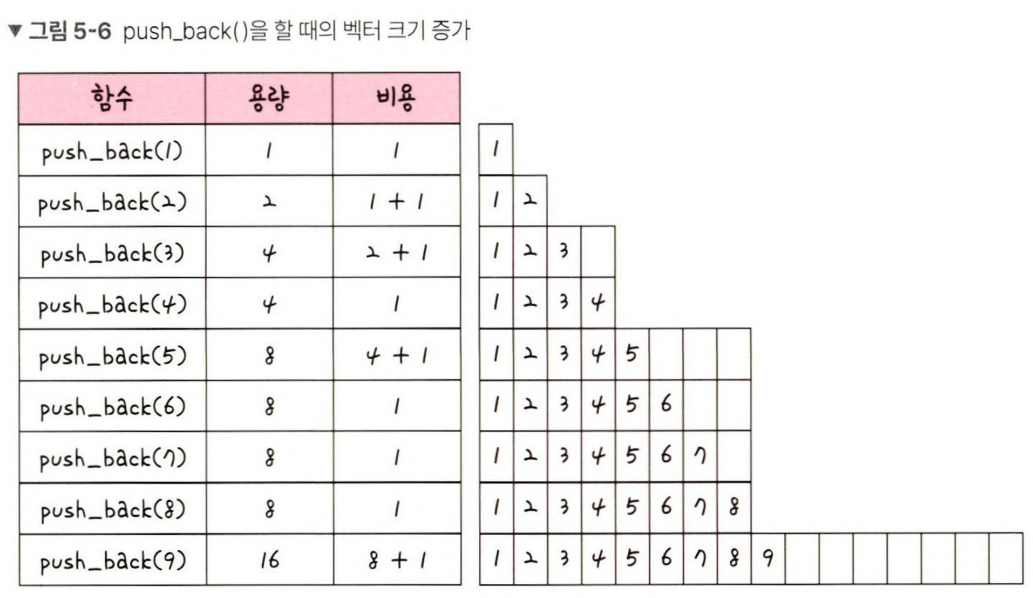 ▼ 그림 5-6 push_back()을 할 때의 벡터 크기 증가
함수 용량 비용
push_back(1) 1 1 1
push_back(2) 2 1 + 1 1 2
push_back(3) 4 2 + 1 1 2 3
push_back(4) 4 1 1 2 3 4
push_back(5) 8 4 + 1 1 2 3 4 5
push_back(6) 8 1 1 2 3 4 5 6
push_back(7) 8 1 1 2 3 4 5 6 7
push_back(8) 8 1 1 2 3 4 5 6 7 8
push_back(9) 16 8 + 1 1 2 3 4 5 6 7 8 9